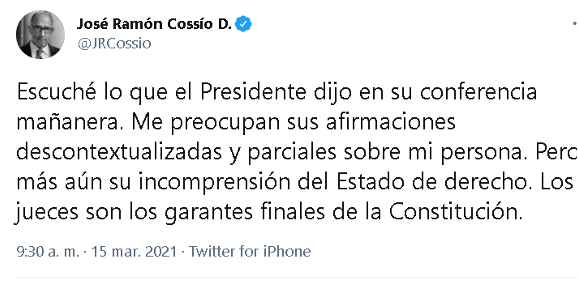 José Ramón Cossío D.
@JRCossio
Escuché lo que el Presidente dijo en su conferencia
mañanera. Me preocupan sus afirmaciones
descontextualizadas y parciales sobre mi persona. Pero
más aún su incomprensión del Estado de derecho. Los
jueces son los garantes finales de la Constitución.
9:30 a. m. · 15 mar. 2021 · Twitter for iPhone